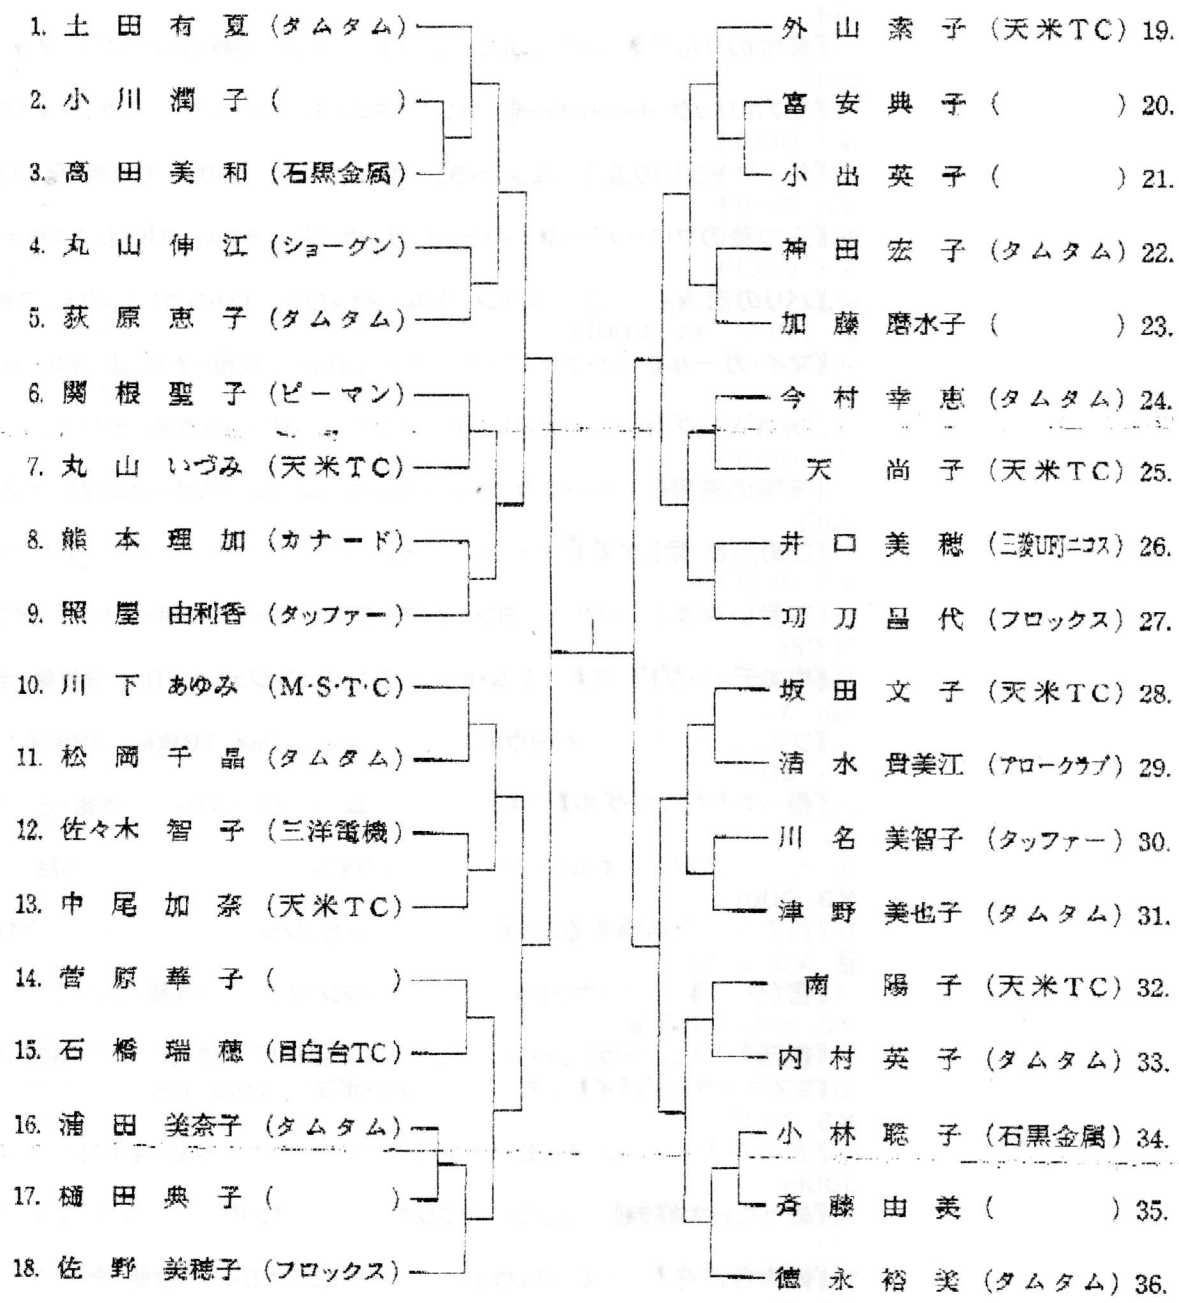 1. 土田有夏 (タムタム)
2. 小川潤子 ( )
3. 高田美和 (石黒金属)
4. 丸山伸江 (ショーグン)
5. 荻原恵子 (タムタム)
6. 関根聖子 (ピーマン)
7. 丸山いづみ (天米TC)
8. 熊本理加 (カナード)
9. 照屋由利香 (タッファー)
10. 川下あゆみ (M·S·T·C)
11. 松岡千晶 (タムタム)
12. 佐々木智子 (三洋電機)
13. 中尾加奈 (天米TC)
14. 菅原華子 ( )
15. 石橋瑞穂 (目白台TC)
16. 浦田美奈子 (タムタム)
17. 樋田典子 ( )
18. 佐野美穂子 (フロックス)
外山素子 (天米TC) 19.
富安典子 ( ) 20.
小出英子 ( ) 21.
神田宏子 (タムタム) 22.
加藤磨水子 ( ) 23.
今村幸恵 (タムタム) 24.
天尚子 (天米TC) 25.
井口美穂 (三菱UFJニコス) 26.
功刀昌代 (フロックス) 27.
坂田文子 (天米TC) 28.
清水貴美江 (アロークラブ) 29.
川名美智子 (タッファー) 30.
津野美也子 (タムタム) 31.
南陽子 (天米TC) 32.
内村英子 (タムタム) 33.
小林聡子 (石黒金属) 34.
斉藤由美 ( ) 35.
徳永裕美 (タムタム) 36.